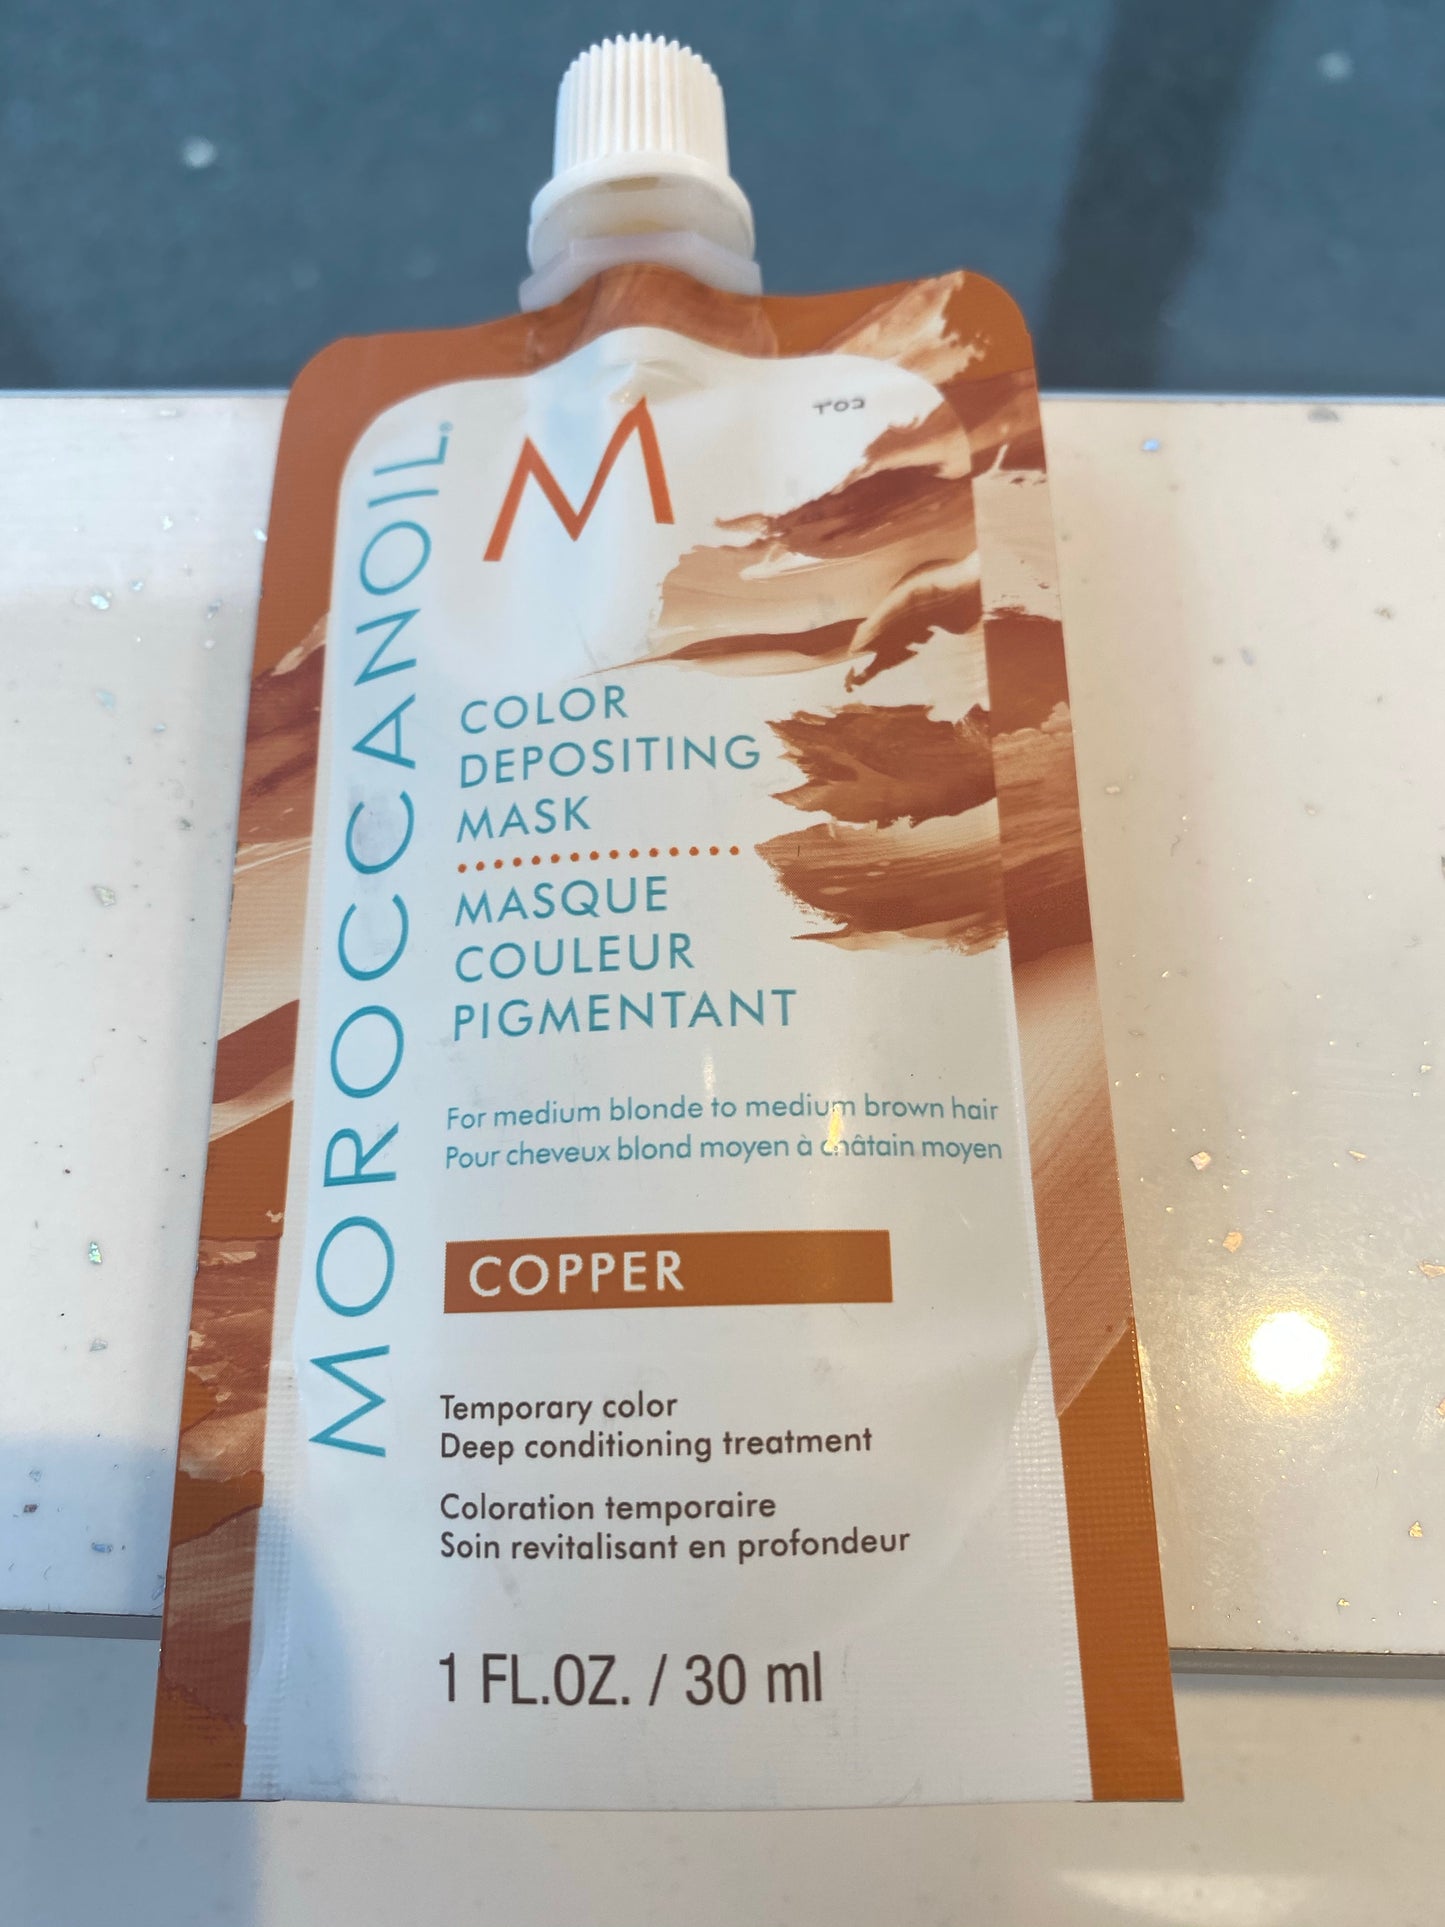 M
T03
MOROCCANOIL®
COLOR
DEPOSITING
MASK
MASQUE
COULEUR
PIGMENTANT
For medium blonde to medium brown hair
Pour cheveux blond moyen à châtain moyen
COPPER
Temporary color
Deep conditioning treatment
Coloration temporaire
Soin revitalisant en profondeur
1 FL.OZ. / 30 ml